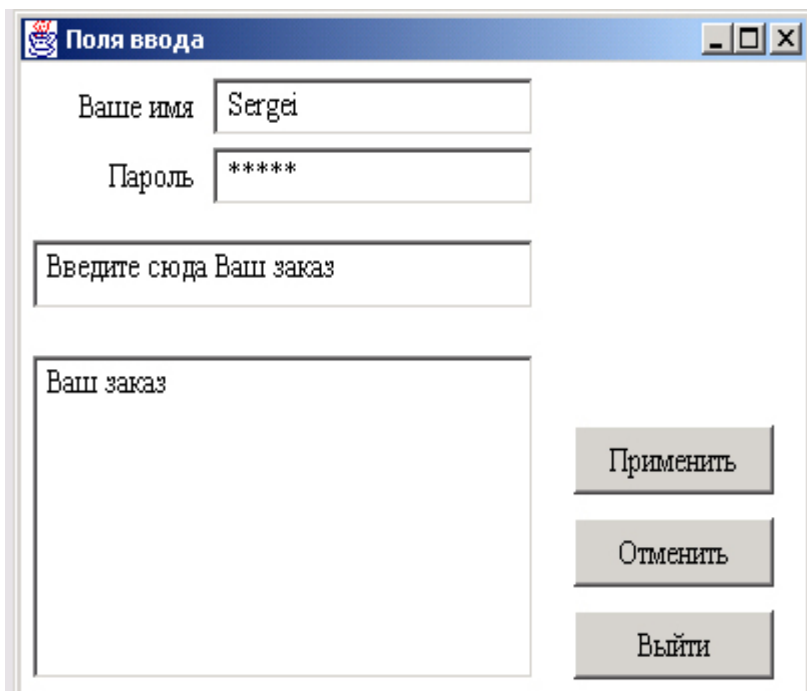 Поля ввода
Ваше имя Sergei
Пароль *****
Введите сюда Ваш заказ
Ваш заказ
Применить
Отменить
Выйти